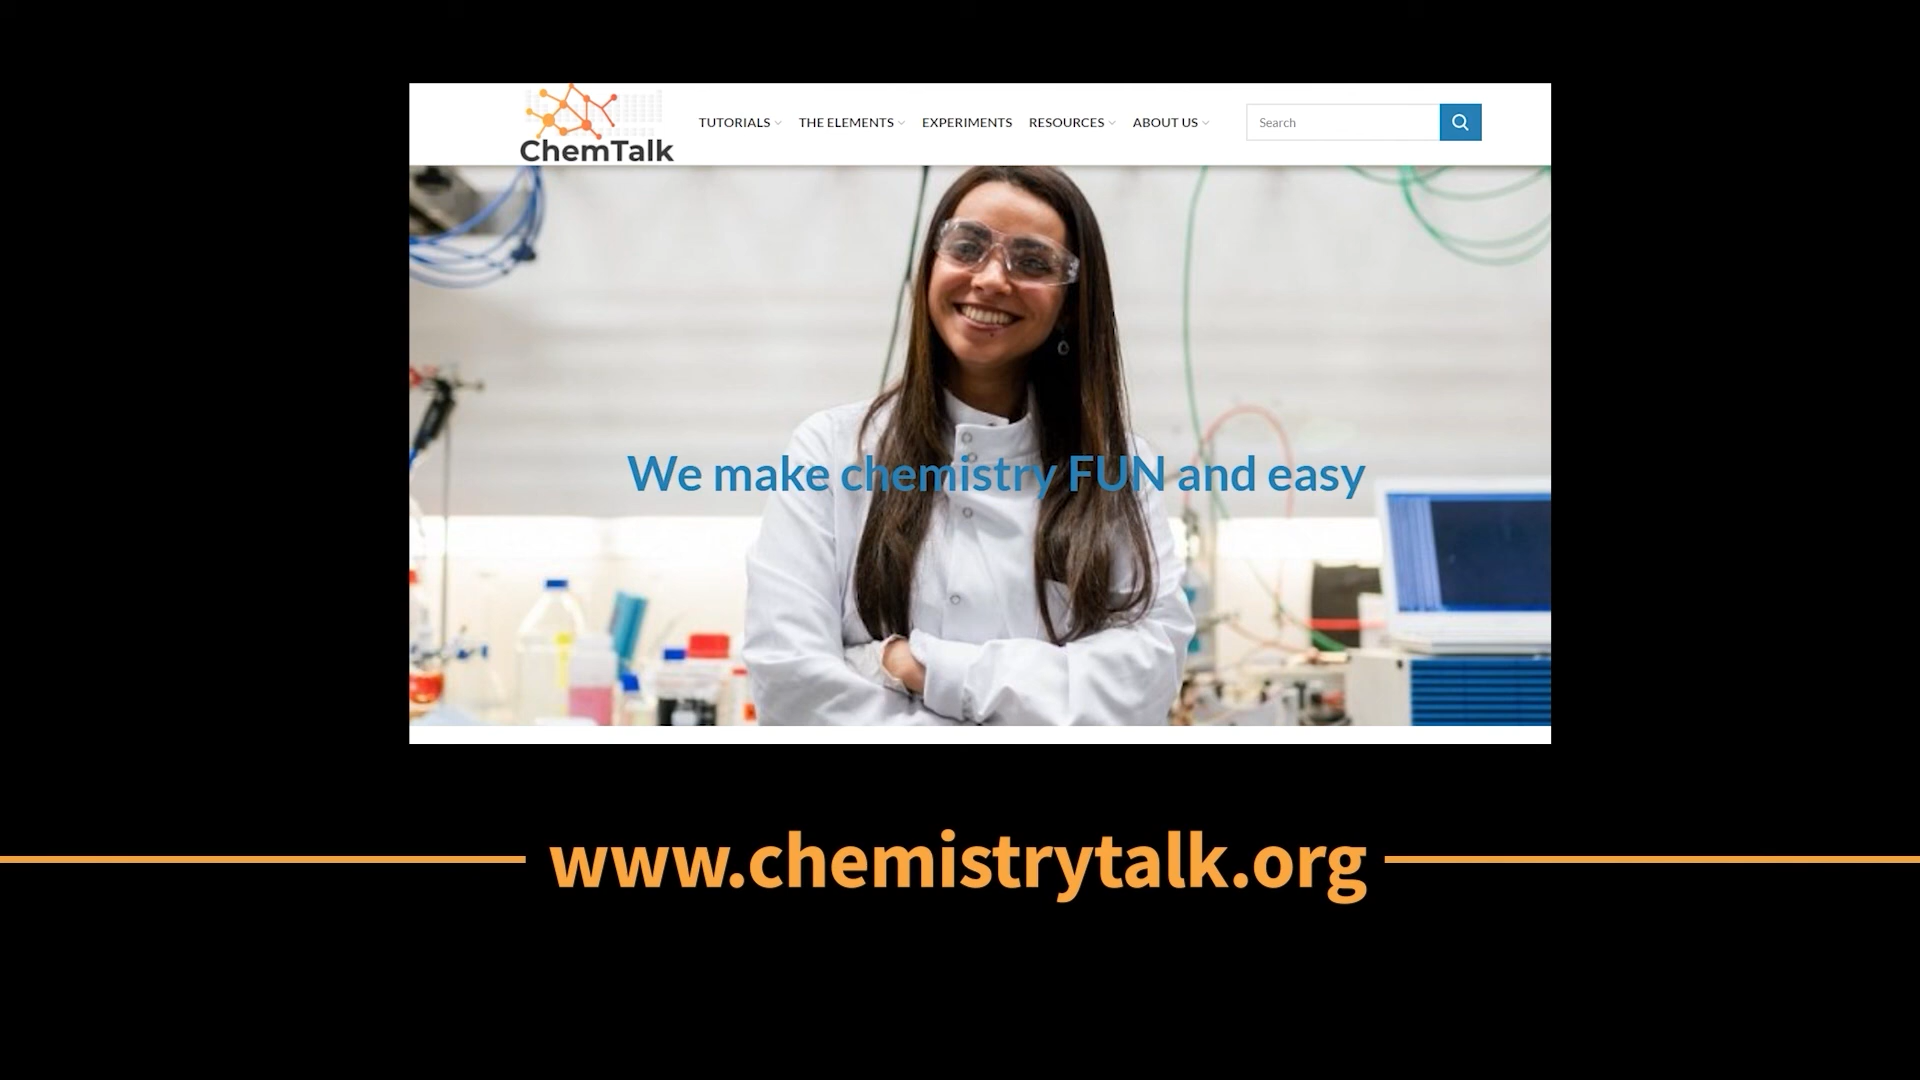 ChemTalk
TUTORIALS THE ELEMENTS EXPERIMENTS RESOURCES ABOUT US Search
We make chemistry FUN and easy
www.chemistrytalk.org